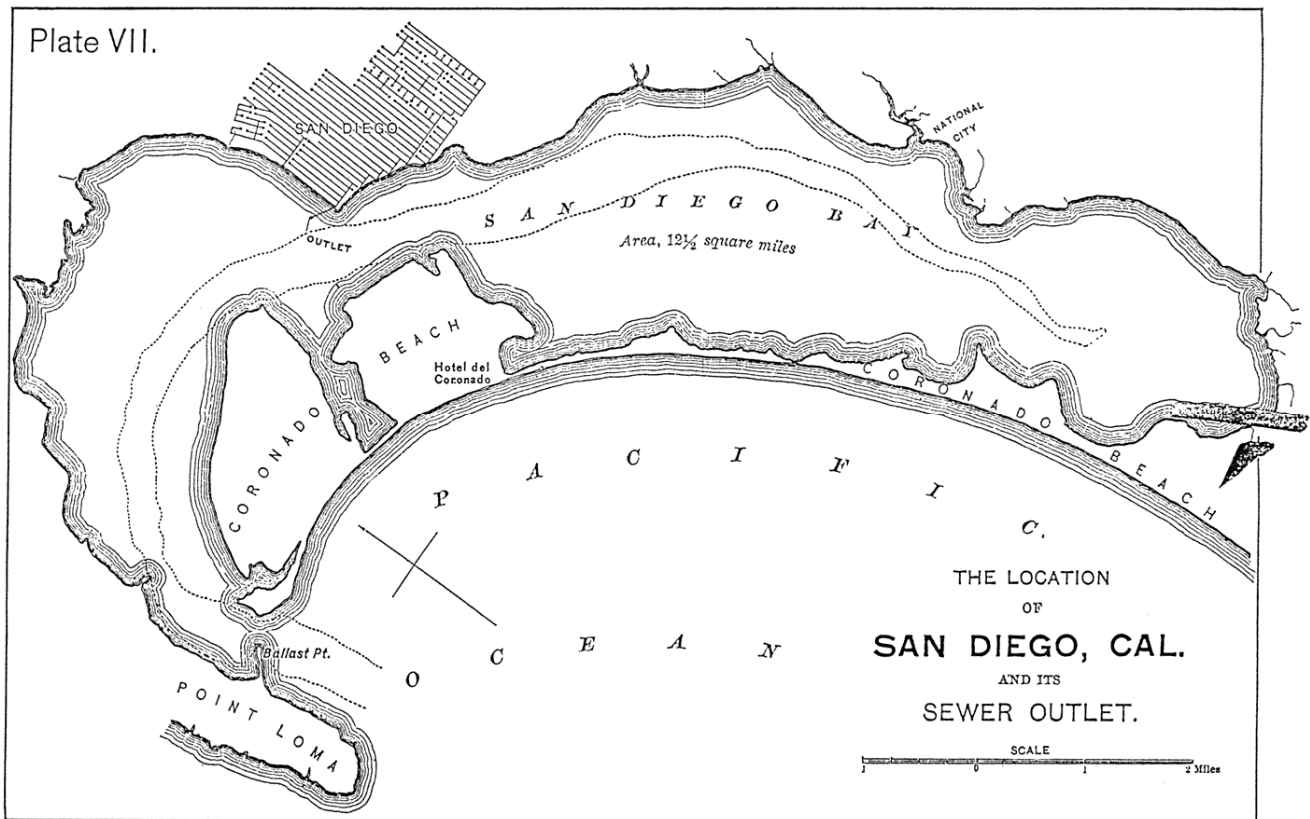 Plate VII.
SAN DIEGO
NATIONAL
CITY
OUTLET
SAN DIEGO BAY
Area, 12½ square miles
CORONADO
BEACH
Hotel del
Coronado
CORONADO BEACH
PACIFIC.
OCEAN
Ballast Pt.
POINT LOMA
THE LOCATION
OF
SAN DIEGO, CAL.
AND ITS
SEWER OUTLET.
SCALE
1 0 1 2 Miles